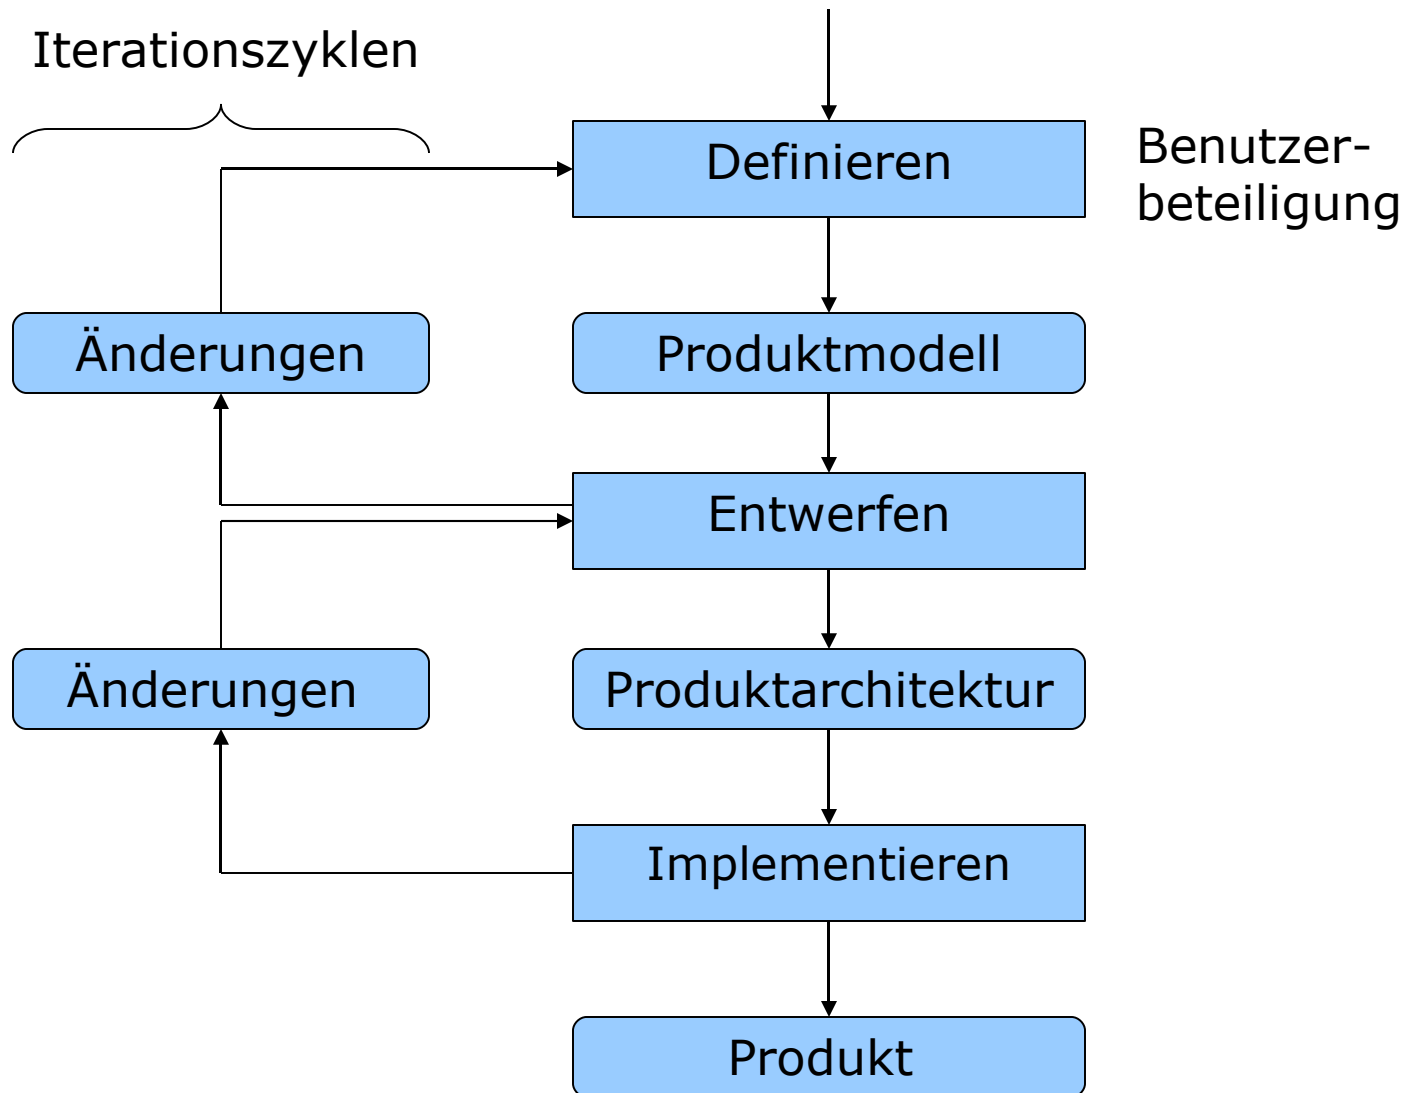 Iterationszyklen
Definieren
Benutzer-
beteiligung
Änderungen
Produktmodell
Entwerfen
Änderungen
Produktarchitektur
Implementieren
Produkt